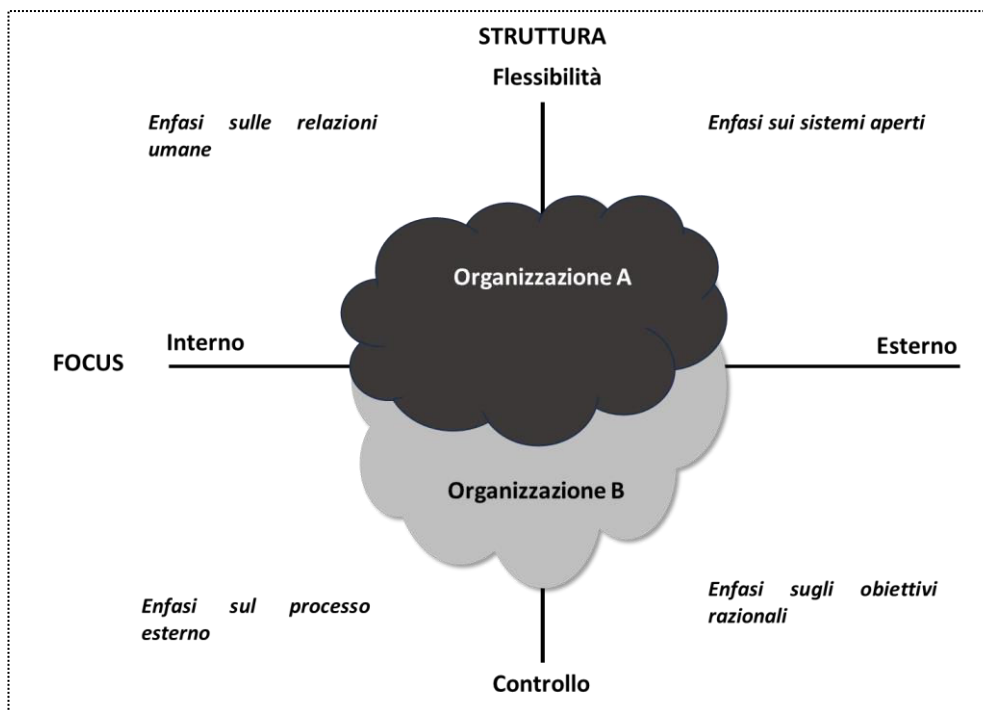 STRUTTURA
Flessibilità
Enfasi sulle relazioni
umane
Enfasi sui sistemi aperti
Organizzazione A
Interno
Esterno
FOCUS
Organizzazione B
Enfasi sul processo
esterno
Enfasi sugli obiettivi
razionali
Controllo